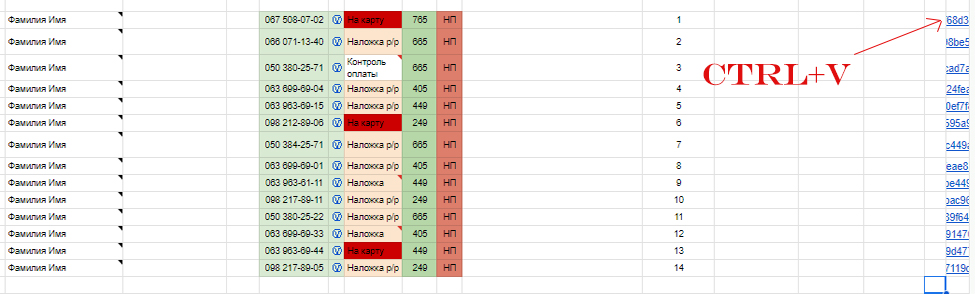 Фамилия Имя 067 508-07-02 На карту 765 НП 1 68d3
Фамилия Имя 066 071-13-40 Наложка р/р 665 НП 2 98be5
Фамилия Имя 050 380-25-71 Контроль оплаты 665 НП 3 cad7a
CTRL+V
Фамилия Имя 063 699-69-04 Наложка р/р 405 НП 4 24fea
Фамилия Имя 063 963-69-15 Наложка р/р 449 НП 5 0ef7f
Фамилия Имя 098 212-89-06 На карту 249 НП 6 595a9
Фамилия Имя 050 384-25-71 Наложка р/р 665 НП 7 c449a
Фамилия Имя 063 699-69-01 Наложка р/р 405 НП 8 eae8
Фамилия Имя 063 963-61-11 Наложка 449 НП 9 be449
Фамилия Имя 098 217-89-11 Наложка р/р 249 НП 10 bac96
Фамилия Имя 050 380-25-22 Наложка р/р 665 НП 11 39f64
Фамилия Имя 063 699-69-33 Наложка 405 НП 12 9147
Фамилия Имя 063 963-69-44 На карту 449 НП 13 9d47
Фамилия Имя 098 217-89-05 Наложка р/р 249 НП 14 7119